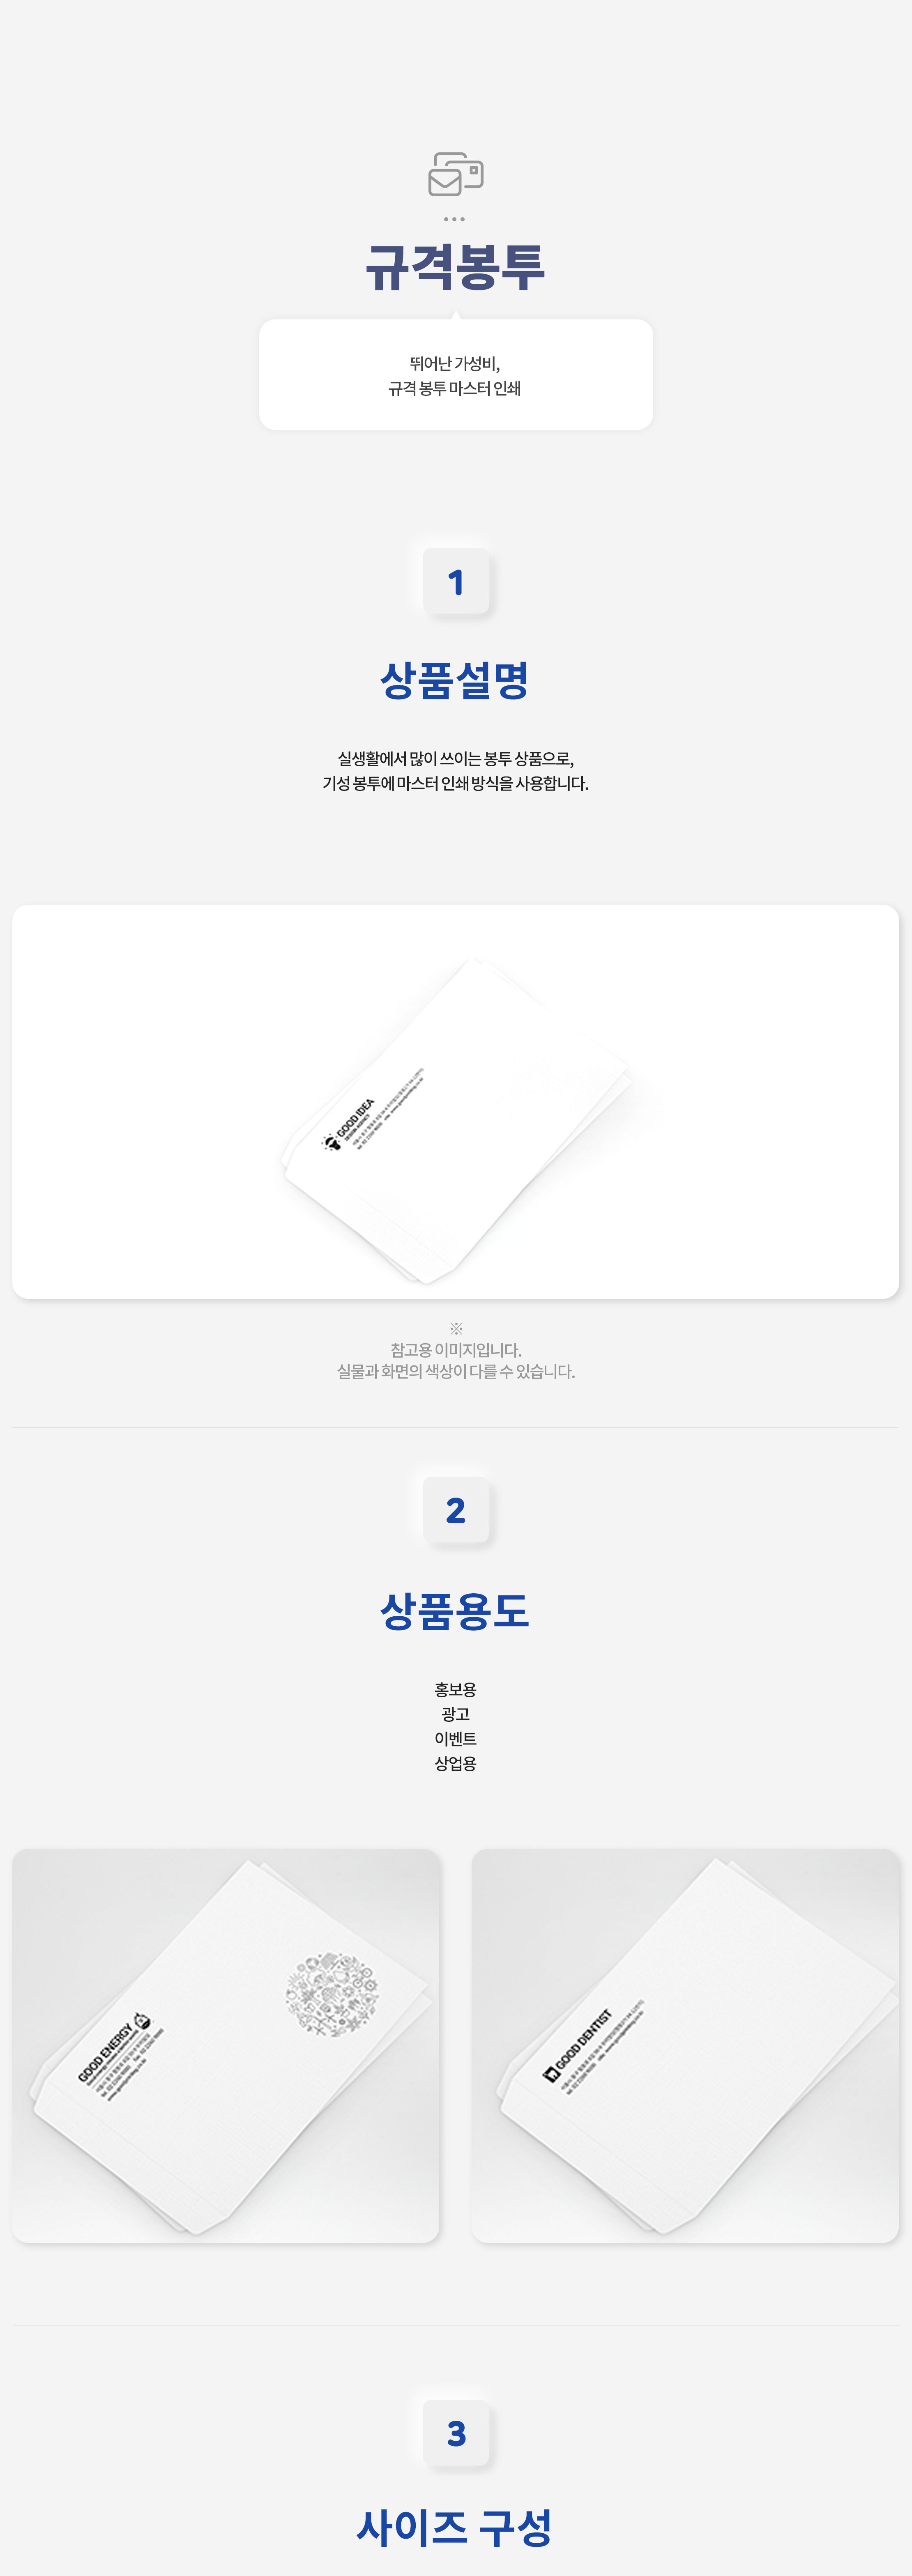 규격봉투
뛰어난 가성비,
규격 봉투 마스터 인쇄
1
상품설명
실생활에서 많이 쓰이는 봉투 상품으로,
기성 봉투에 마스터 인쇄 방식을 사용합니다.
GOOD IDEA
DESIGN AGENCY
※
참고용 이미지입니다.
실물과 화면의 색상이 다를 수 있습니다.
2
상품용도
홍보용
광고
이벤트
상업용
GOOD ENERGY
GOOD DENTIST
3
사이즈 구성